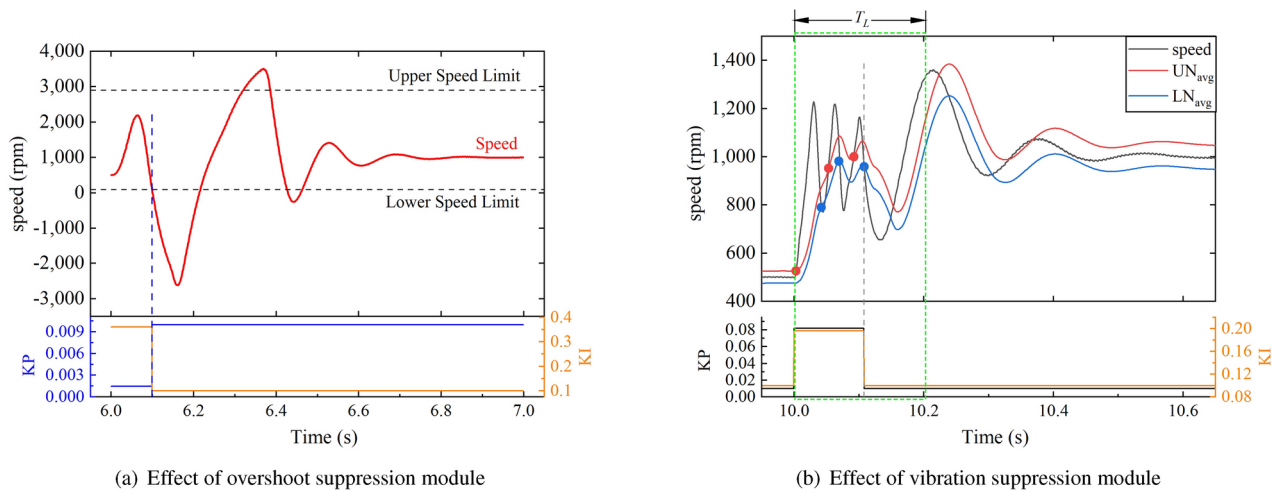 4,000
3,000
2,000
1,000
0
-1,000
-2,000
-3,000
speed (rpm)
Upper Speed Limit
Speed
Lower Speed Limit
0.009
0.006
0.003
0.000
KP
0.4
0.3
0.2
0.1
KI
6.0 6.2 6.4 6.6 6.8 7.0
Time (s)
(a) Effect of overshoot suppression module
T_L
1,400
1,200
1,000
800
600
400
speed (rpm)
speed
UN_avg
LN_avg
0.08
0.06
0.04
0.02
KP
0.20
0.16
0.12
0.08
KI
10.0 10.2 10.4 10.6
Time (s)
(b) Effect of vibration suppression module